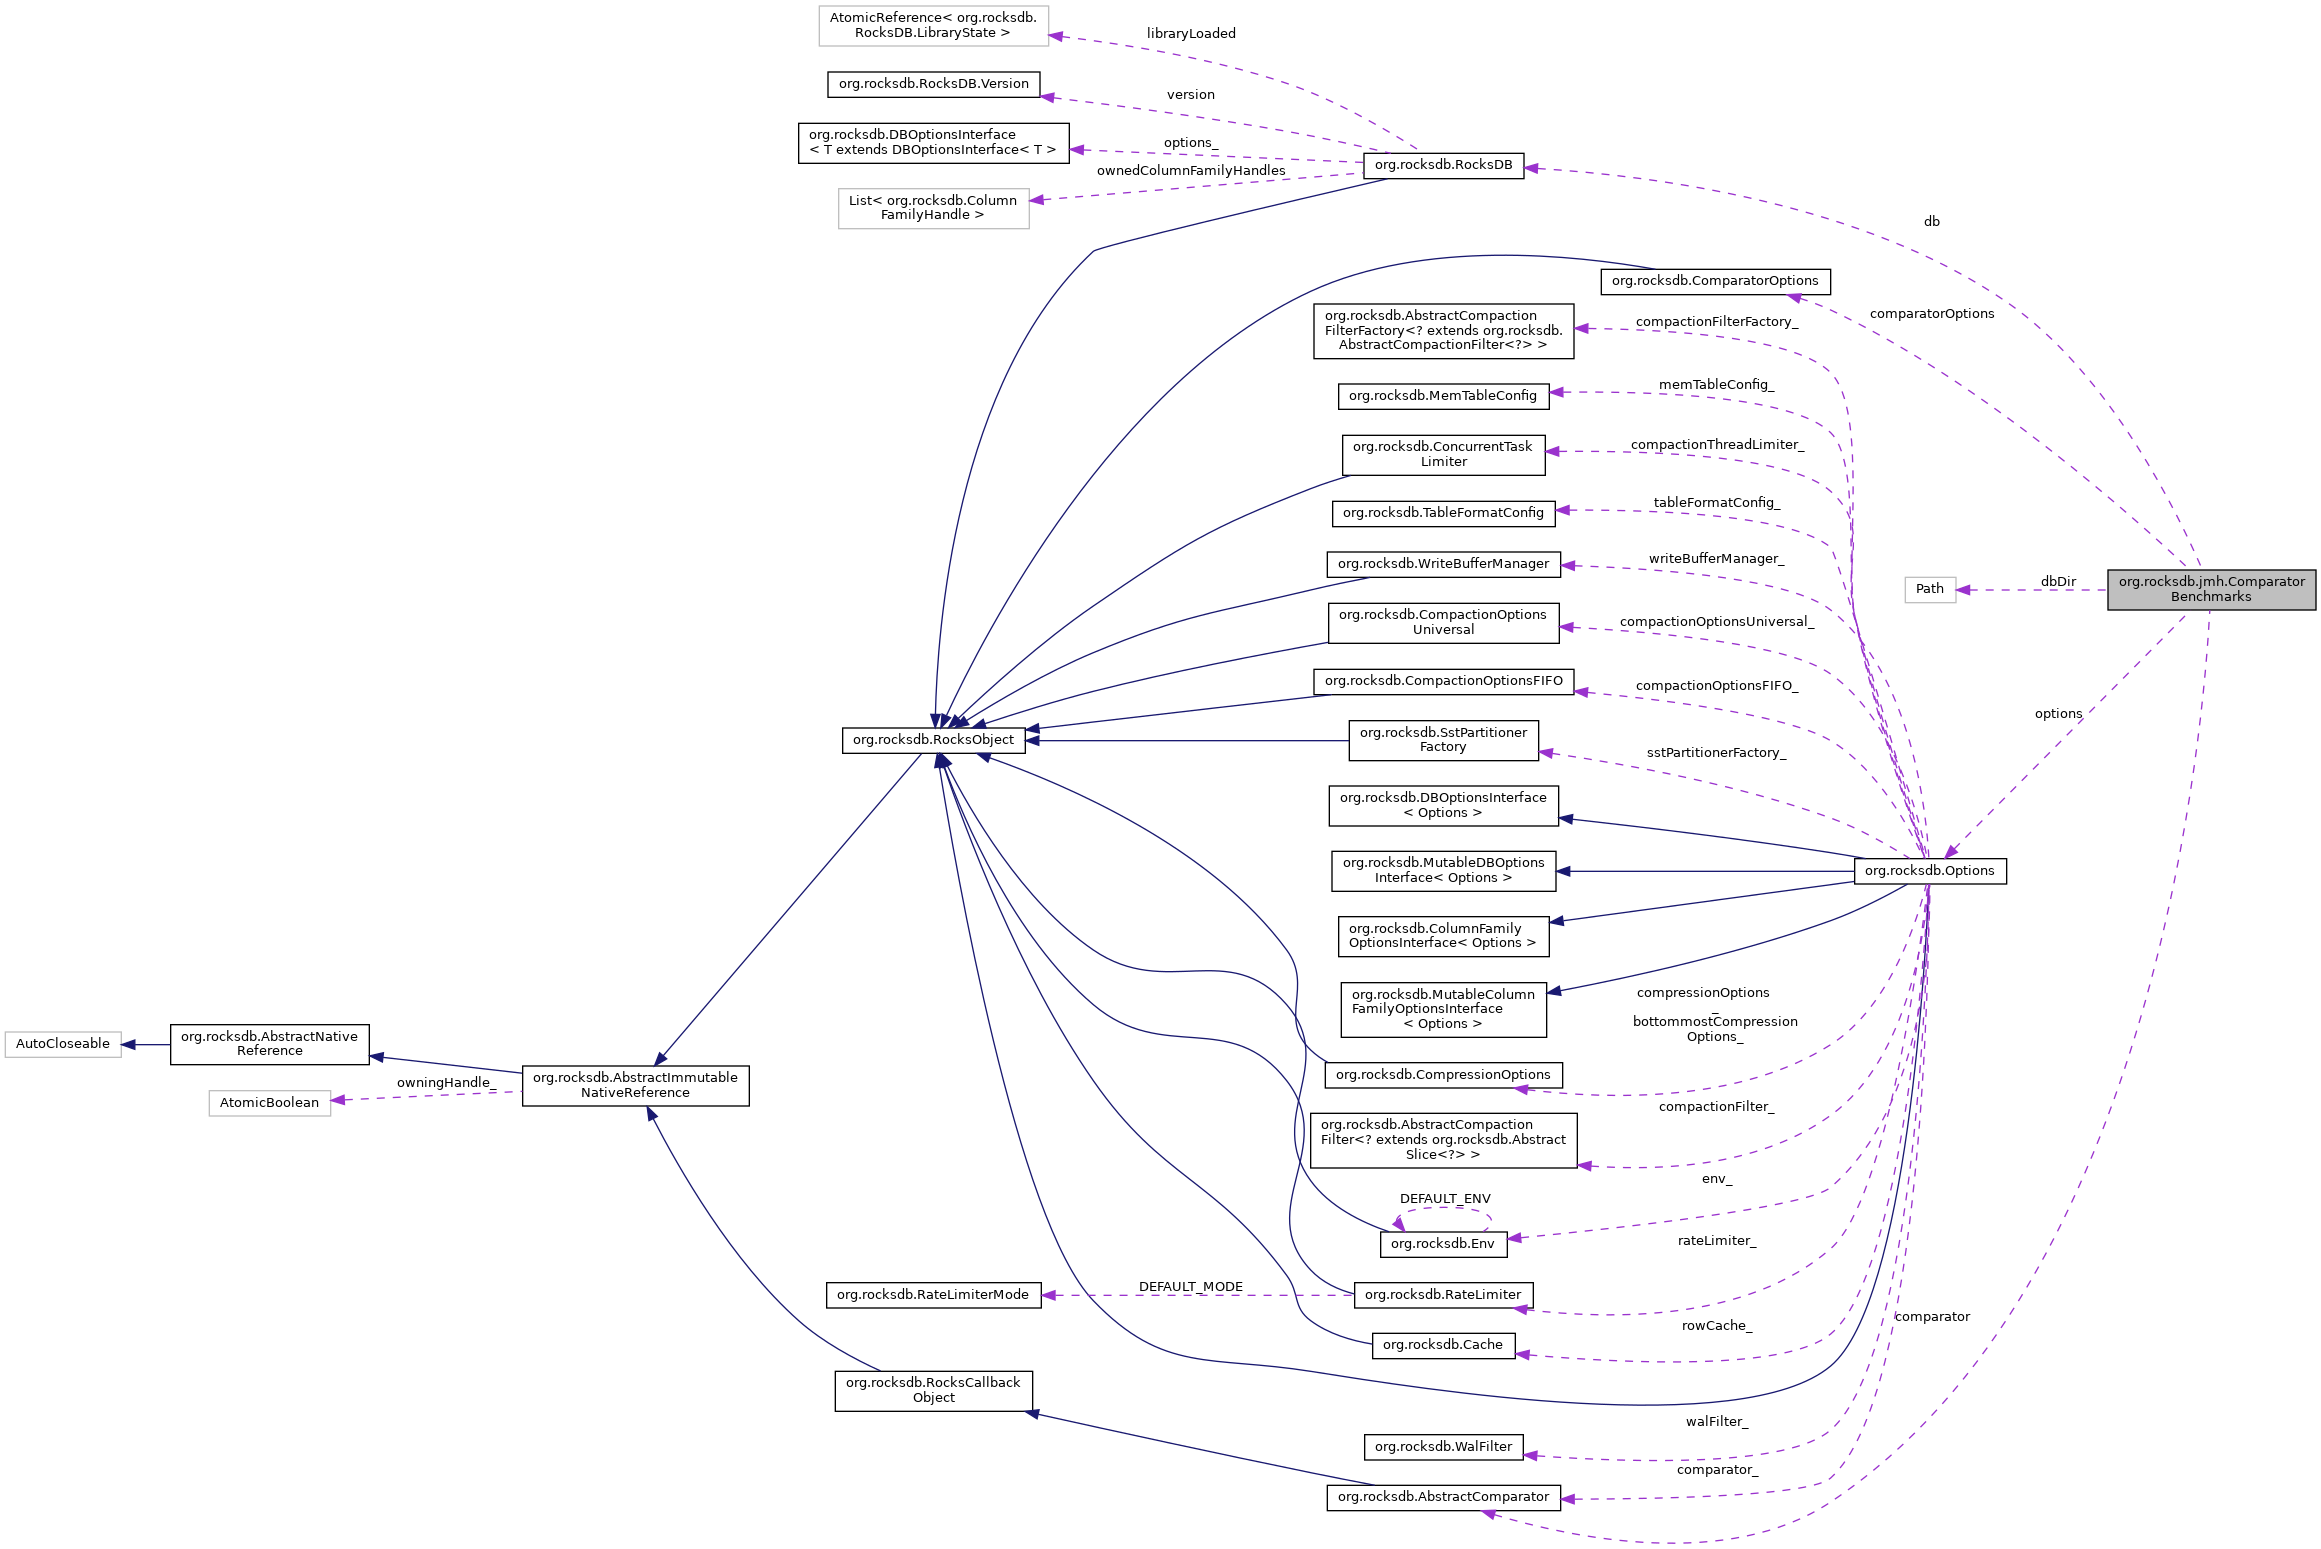 AtomicReference< org.rocksdb.
RocksDB.LibraryState >
libraryLoaded
org.rocksdb.RocksDB.Version
version
org.rocksdb.DBOptionsInterface
< T extends DBOptionsInterface< T >
options_
ownedColumnFamilyHandles
org.rocksdb.RocksDB
List< org.rocksdb.Column
FamilyHandle >
db
org.rocksdb.ComparatorOptions
comparatorOptions
org.rocksdb.AbstractCompaction
FilterFactory<? extends org.rocksdb.
AbstractCompactionFilter<?> >
compactionFilterFactory_
org.rocksdb.MemTableConfig
memTableConfig_
org.rocksdb.ConcurrentTask
Limiter
compactionThreadLimiter_
org.rocksdb.TableFormatConfig
tableFormatConfig_
org.rocksdb.WriteBufferManager
writeBufferManager_
Path
dbDir
org.rocksdb.jmh.Comparator
Benchmarks
org.rocksdb.CompactionOptions
Universal
compactionOptionsUniversal_
org.rocksdb.CompactionOptionsFIFO
compactionOptionsFIFO_
options
org.rocksdb.RocksObject
org.rocksdb.SstPartitioner
Factory
sstPartitionerFactory_
org.rocksdb.DBOptionsInterface
< Options >
org.rocksdb.MutableDBOptions
Interface< Options >
org.rocksdb.Options
org.rocksdb.ColumnFamily
OptionsInterface< Options >
org.rocksdb.MutableColumn
FamilyOptionsInterface
< Options >
compressionOptions
_
bottommostCompression
Options_
AutoCloseable
org.rocksdb.AbstractNative
Reference
org.rocksdb.AbstractImmutable
NativeReference
owningHandle_
AtomicBoolean
org.rocksdb.CompressionOptions
compactionFilter_
org.rocksdb.AbstractCompaction
Filter<? extends org.rocksdb.Abstract
Slice<?> >
env_
DEFAULT_ENV
org.rocksdb.Env
rateLimiter_
org.rocksdb.RateLimiterMode
DEFAULT_MODE
org.rocksdb.RateLimiter
rowCache_
comparator
org.rocksdb.Cache
org.rocksdb.RocksCallback
Object
walFilter_
org.rocksdb.WalFilter
comparator_
org.rocksdb.AbstractComparator